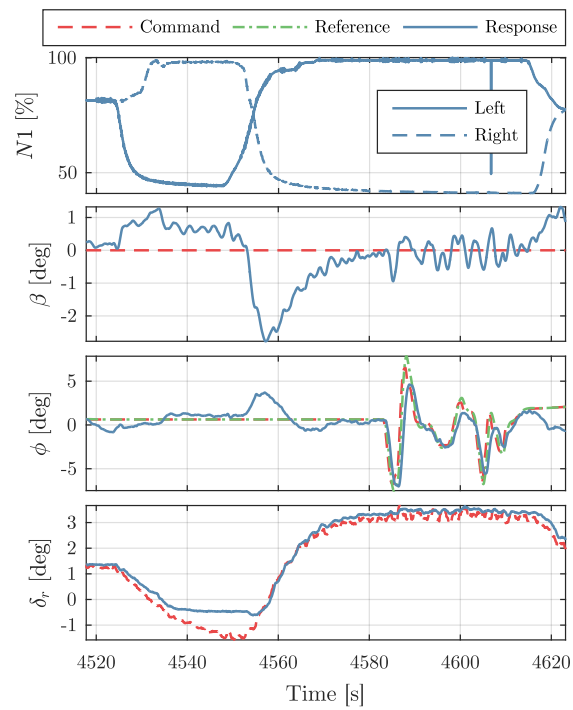 Command Reference Response
100
50
N1 [%]
Left
Right
1
0
-1
-2
β [deg]
5
0
-5
ϕ [deg]
3
2
1
0
-1
δr [deg]
4520 4540 4560 4580 4600 4620
Time [s]